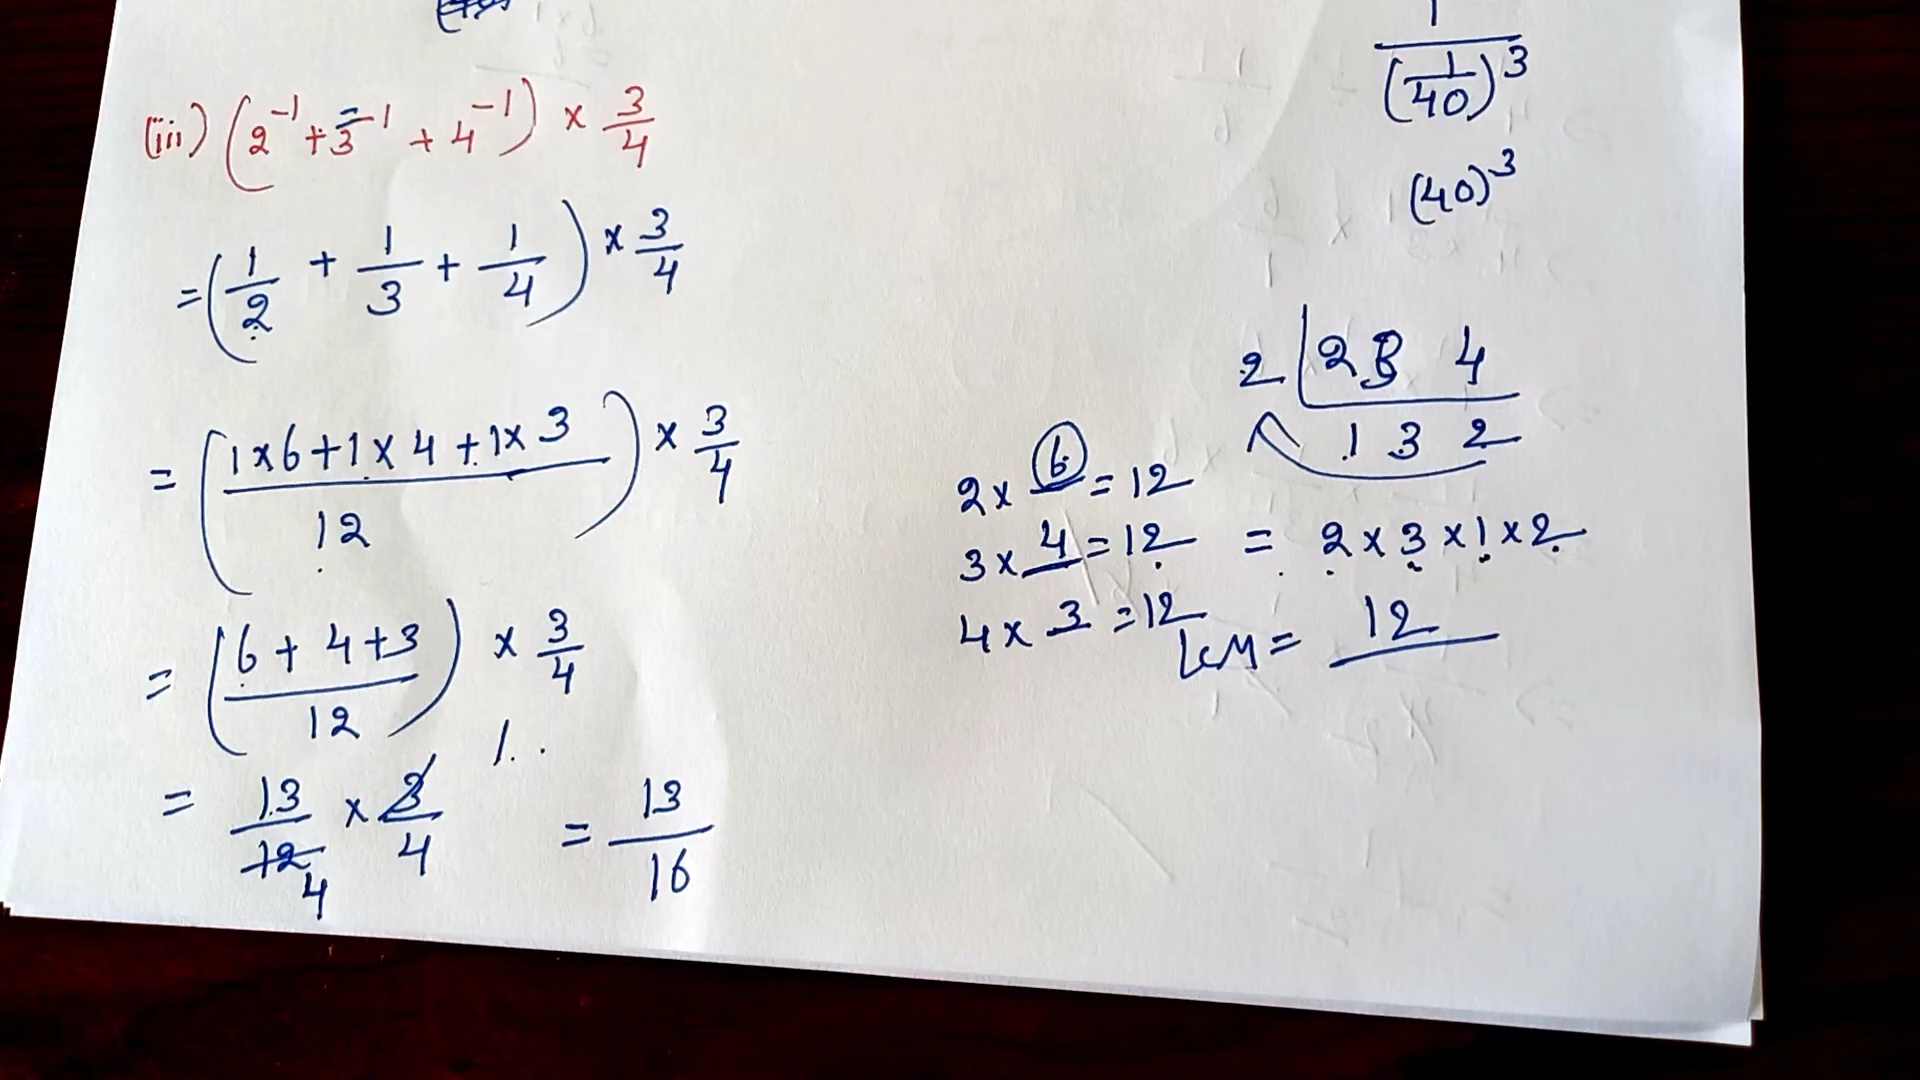 (iii) (2⁻¹ + 3⁻¹ + 4⁻¹) × 3/4
= (1/2 + 1/3 + 1/4) × 3/4
= ((1×6+1×4+1×3)/12) × 3/4
= ((6+4+3)/12) × 3/4
= 13/12 × 3/4 = 13/16
4
1/(1/40)³
(40)³
2 | 2 3 4
1 3 2
= 2×3×1×2
LCM = 12
2 × 6 = 12
3 × 4 = 12
4 × 3 = 12